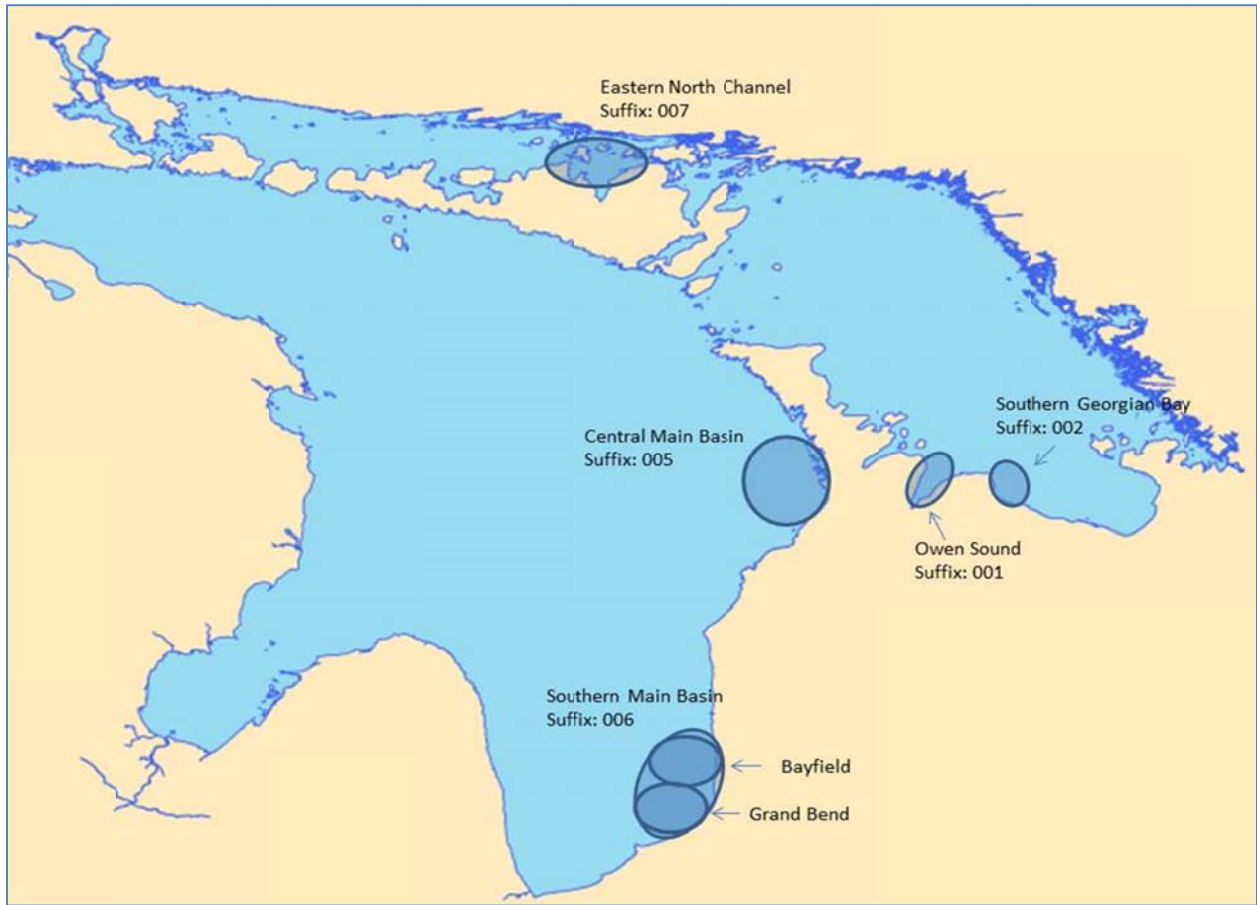 Eastern North Channel
Suffix: 007
Southern Georgian Bay
Suffix: 002
Central Main Basin
Suffix: 005
Owen Sound
Suffix: 001
Southern Main Basin
Suffix: 006
Bayfield
Grand Bend